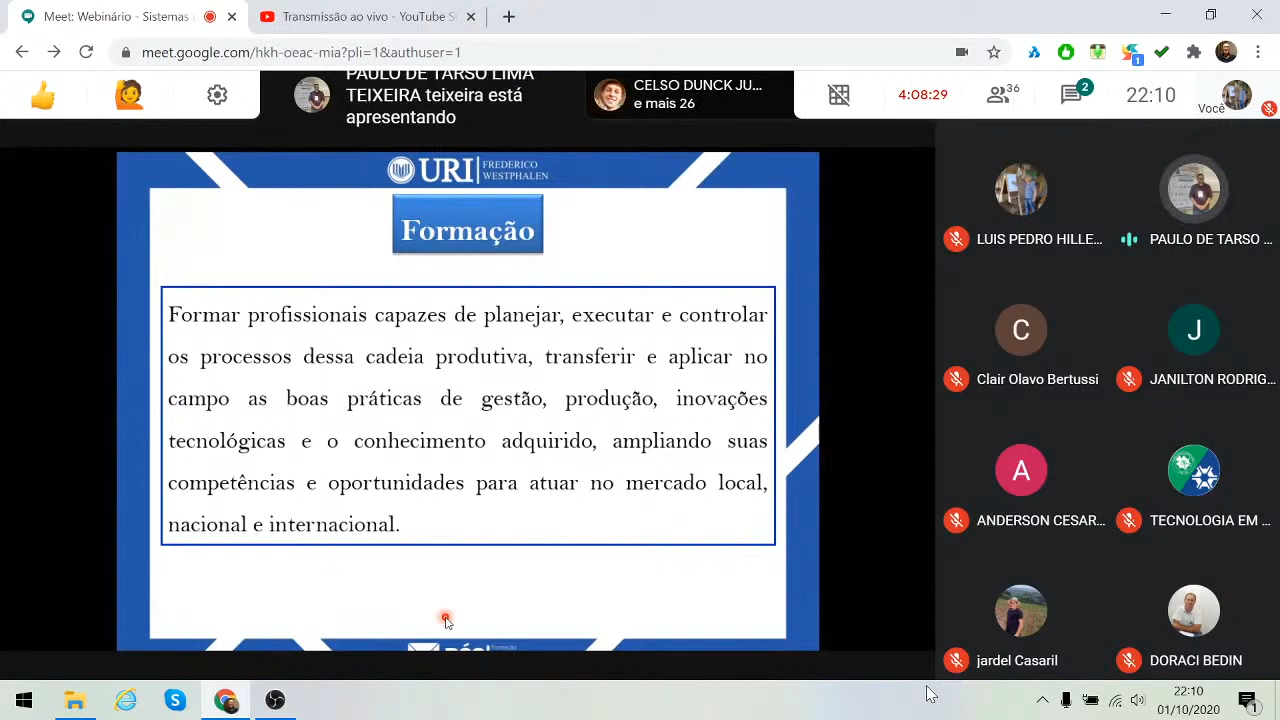 Meet: Webinário - Sistemas
Transmissão ao vivo - YouTube S
meet.google.com/hkh-oeac-mia?pli=1&authuser=1
1
PAULO DE TARSO LIMA
TEIXEIRA teixeira está
apresentando
CELSO DUNCK JU...
e mais 26
4:08:29
36
2
22:10
Você
URI FREDERICO
WESTPHALEN
Formação
Formar profissionais capazes de planejar, executar e controlar
os processos dessa cadeia produtiva, transferir e aplicar no
campo as boas práticas de gestão, produção, inovações
tecnológicas e o conhecimento adquirido, ampliando suas
competências e oportunidades para atuar no mercado local,
nacional e internacional.
LUIS PEDRO HILLE...
PAULO DE TARSO ...
C
J
Clair Olavo Bertussi
JANILTON RODRIG...
A
ANDERSON CESAR...
TECNOLOGIA EM ...
jardel Casaril
DORACI BEDIN
22:10
01/10/2020
1